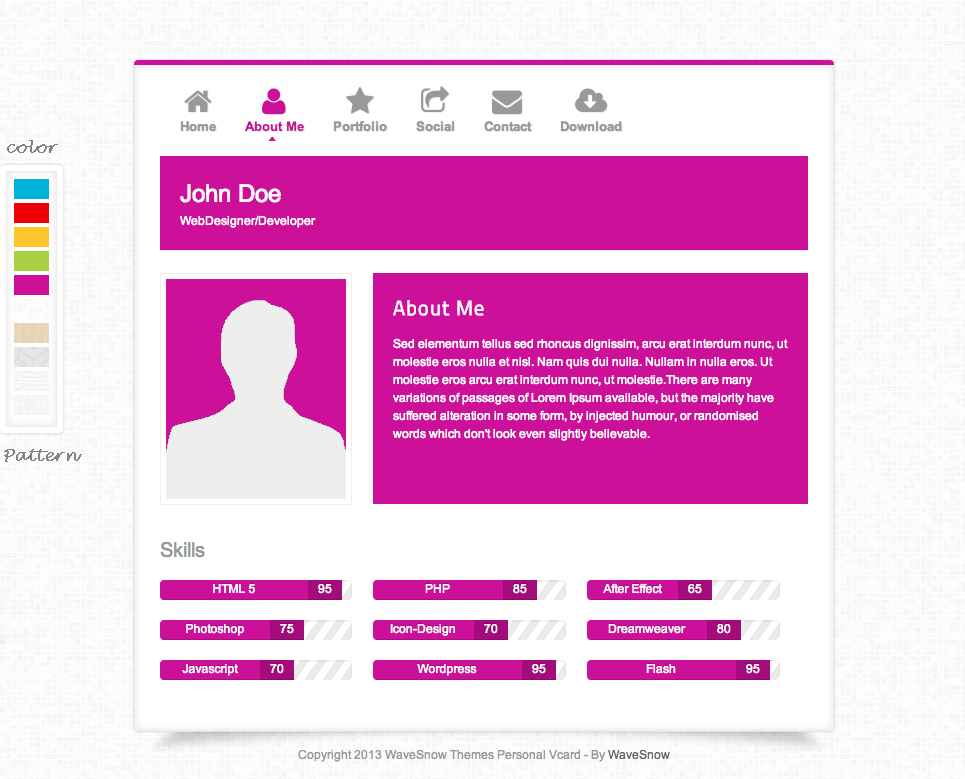 Home About Me Portfolio Social Contact Download
color
John Doe
WebDesigner/Developer
About Me
Sed elementum tellus sed rhoncus dignissim, arcu erat interdum nunc, ut
molestie eros nulla et nisl. Nam quis dui nulla. Nullam in nulla eros. Ut
molestie eros arcu erat interdum nunc, ut molestie.There are many
variations of passages of Lorem Ipsum available, but the majority have
suffered alteration in some form, by injected humour, or randomised
words which don't look even slightly believable.
Pattern
Skills
HTML 5 95 PHP 85 After Effect 65
Photoshop 75 Icon-Design 70 Dreamweaver 80
Javascript 70 Wordpress 95 Flash 95
Copyright 2013 WaveSnow Themes Personal Vcard - By WaveSnow